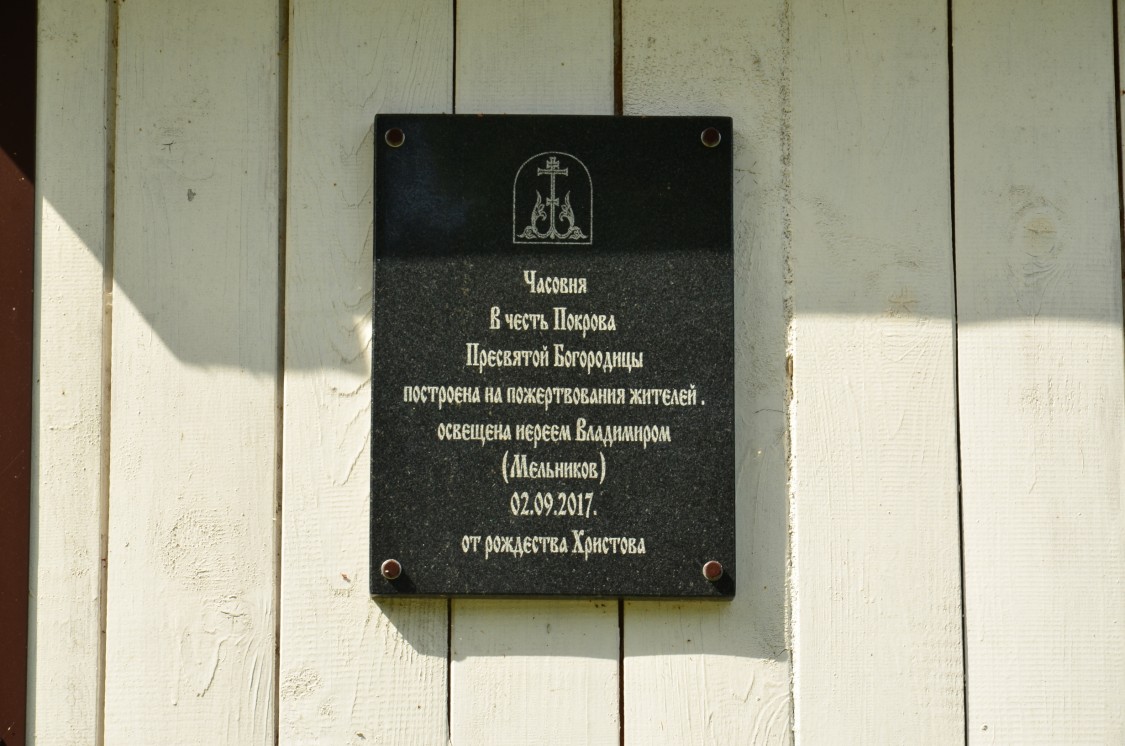 Часовня
В честь Покрова
Пресвятой Богородицы
построена на пожертвования жителей .
освещена иереем Владимиром
(Мельников)
02.09.2017.
от рождества Христова